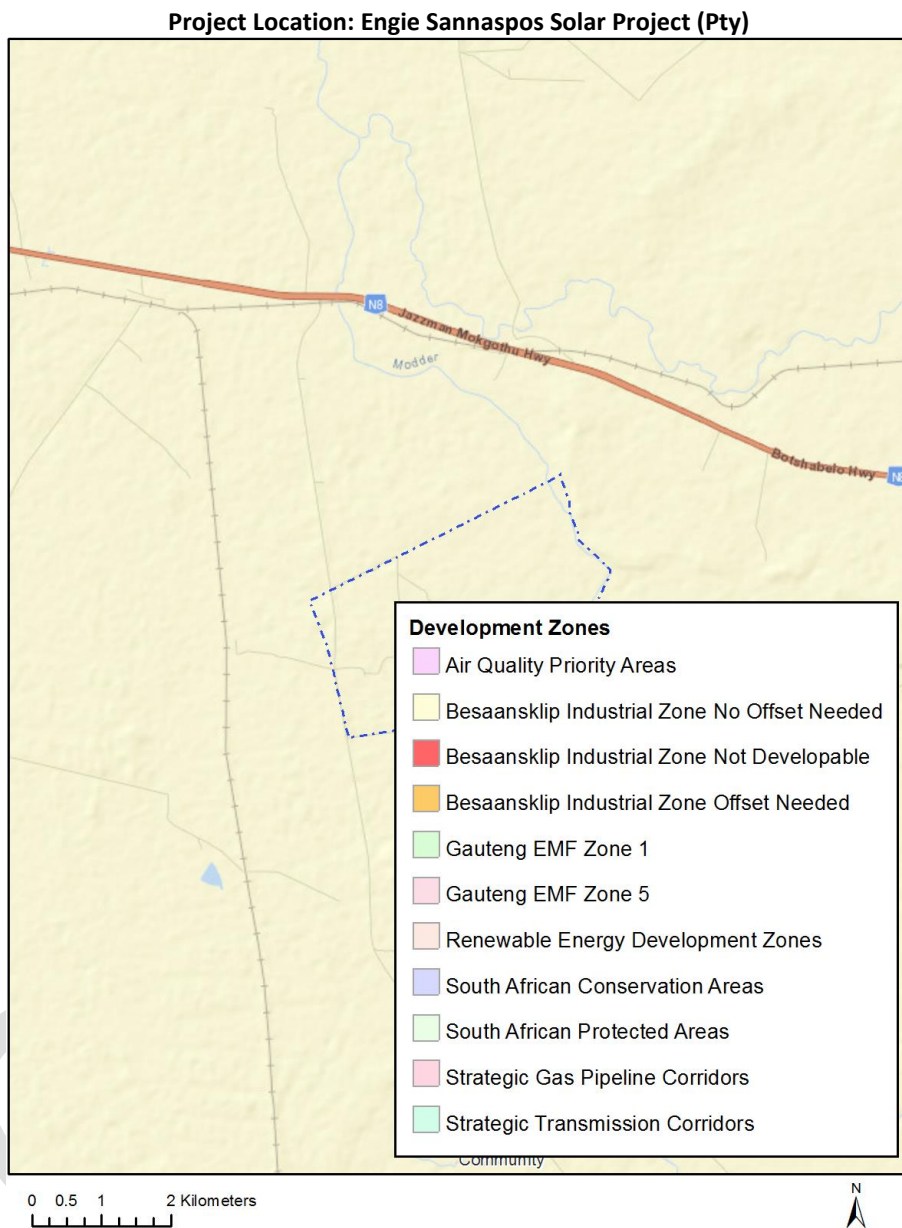 Project Location: Engie Sannaspos Solar Project (Pty)
N8
Jazzman Mokgothu Hwy
Modder
Botshabelo Hwy
Development Zones
Air Quality Priority Areas
Besaansklip Industrial Zone No Offset Needed
Besaansklip Industrial Zone Not Developable
Besaansklip Industrial Zone Offset Needed
Gauteng EMF Zone 1
Gauteng EMF Zone 5
Renewable Energy Development Zones
South African Conservation Areas
South African Protected Areas
Strategic Gas Pipeline Corridors
Strategic Transmission Corridors
Community
0 0.5 1 2 Kilometers
N